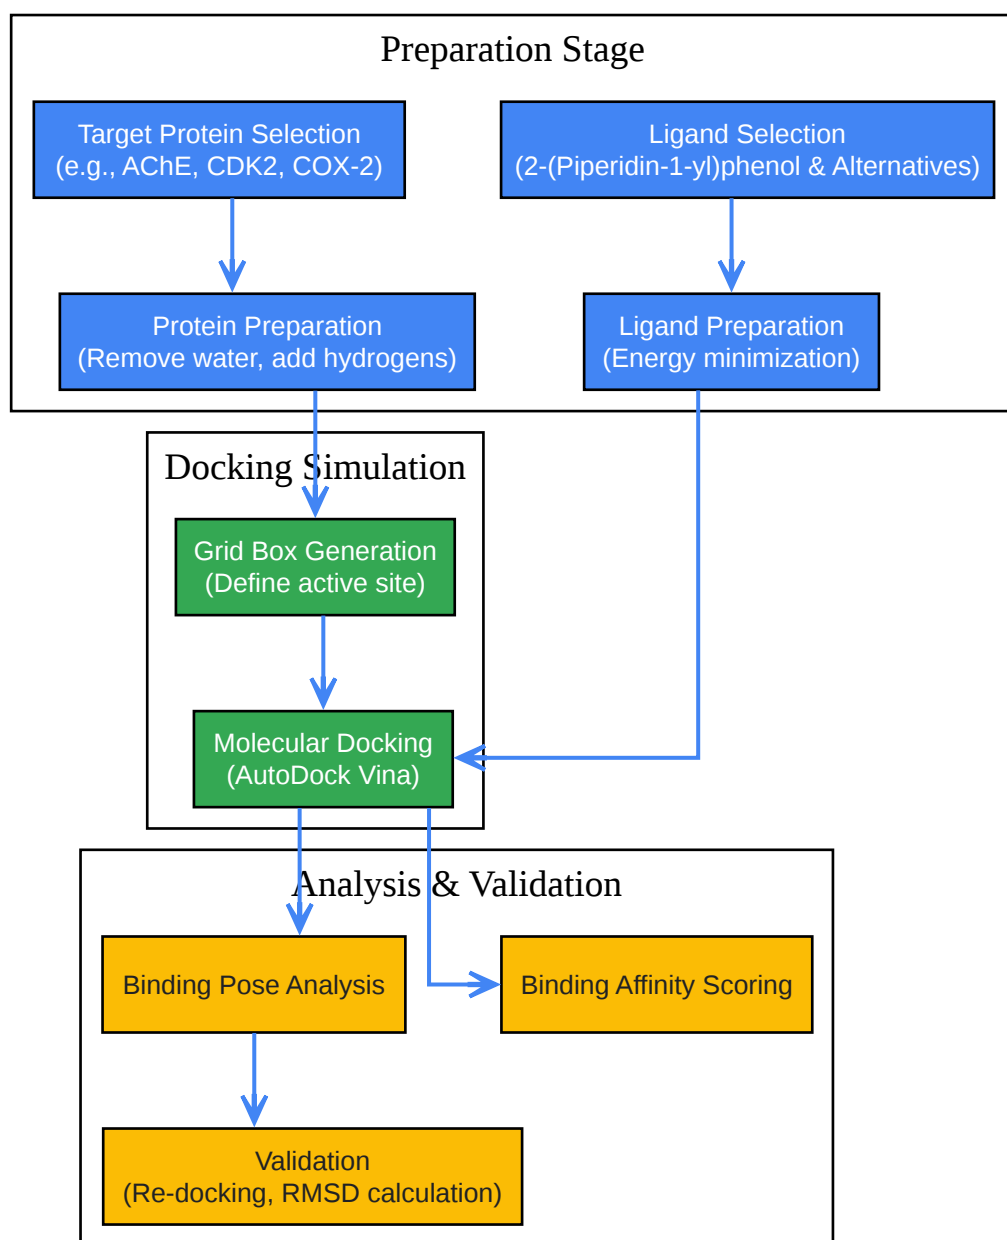 Preparation Stage
Target Protein Selection
(e.g., AChE, CDK2, COX-2)
Ligand Selection
(2-(Piperidin-1-yl)phenol & Alternatives)
Protein Preparation
(Remove water, add hydrogens)
Ligand Preparation
(Energy minimization)
Docking Simulation
Grid Box Generation
(Define active site)
Molecular Docking
(AutoDock Vina)
Analysis & Validation
Binding Pose Analysis
Binding Affinity Scoring
Validation
(Re-docking, RMSD calculation)